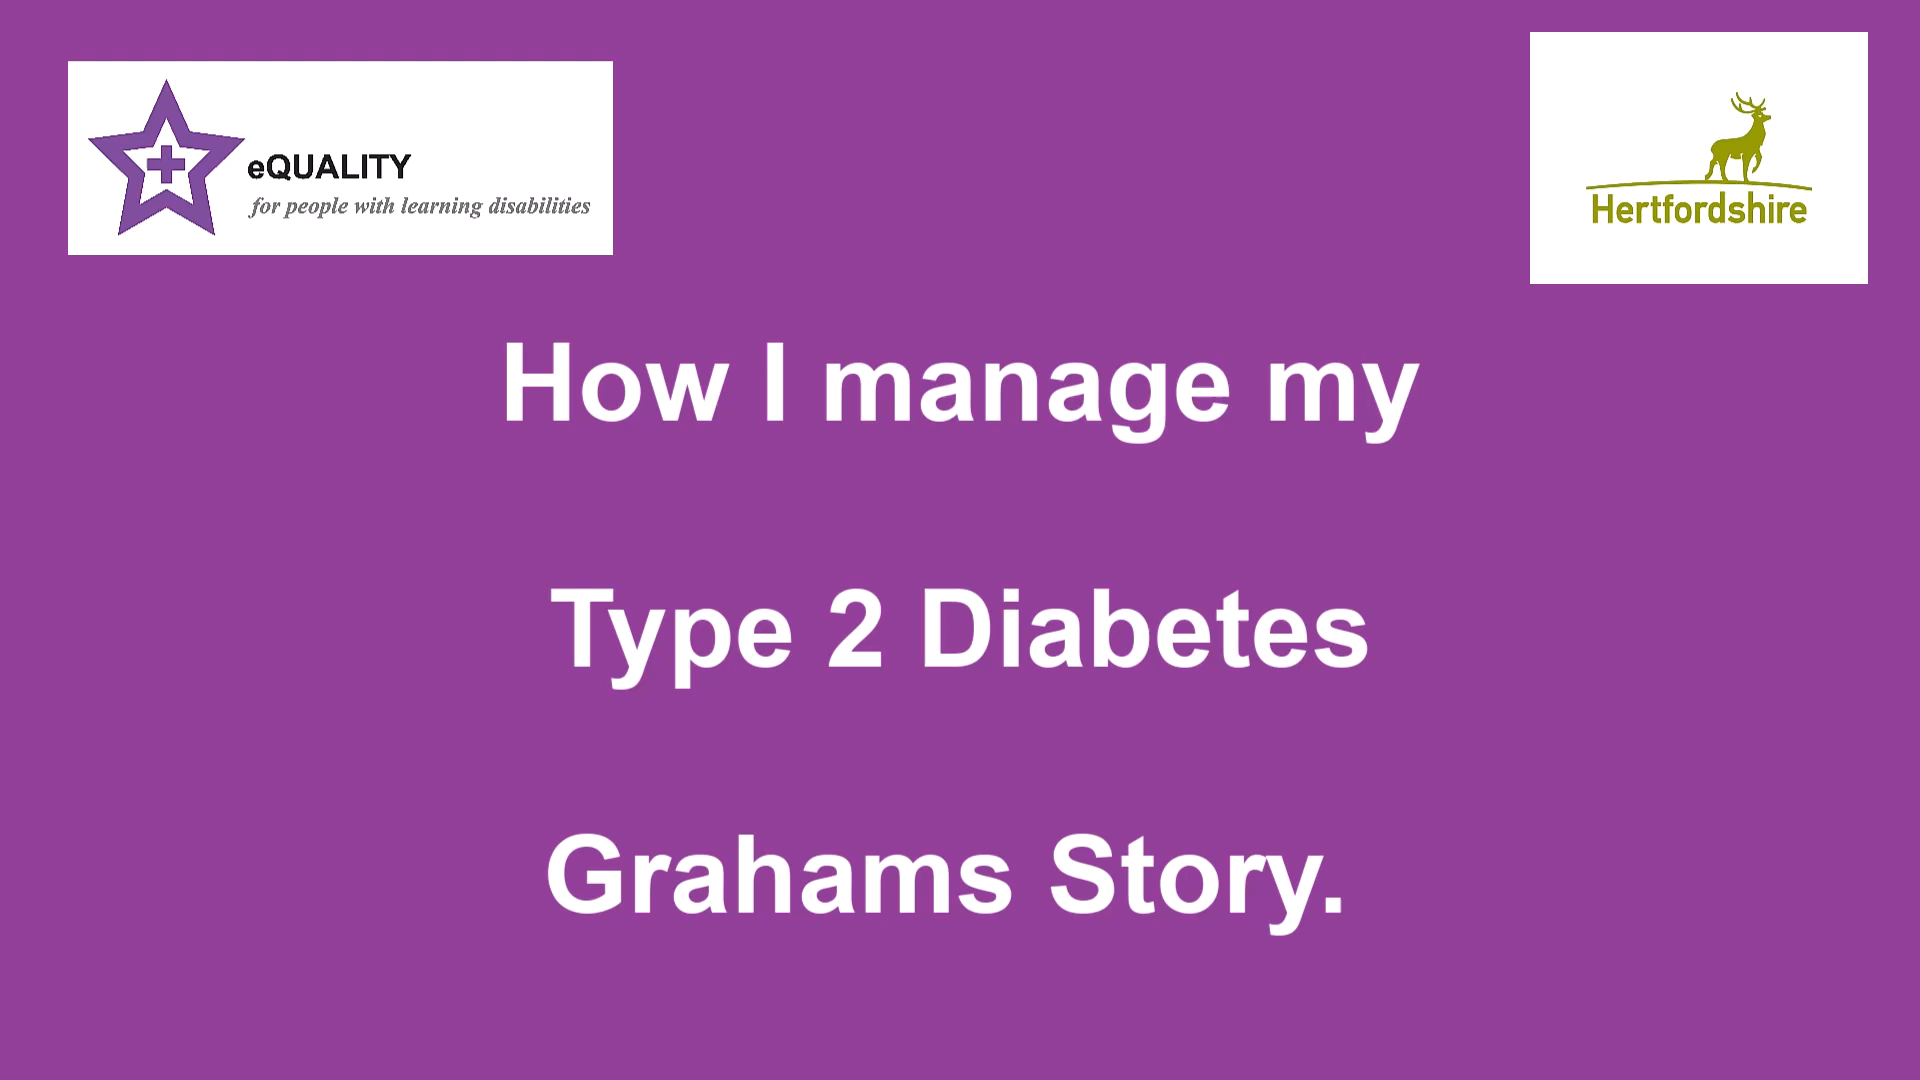 eQUALITY
for people with learning disabilities
Hertfordshire
How I manage my
Type 2 Diabetes
Grahams Story.